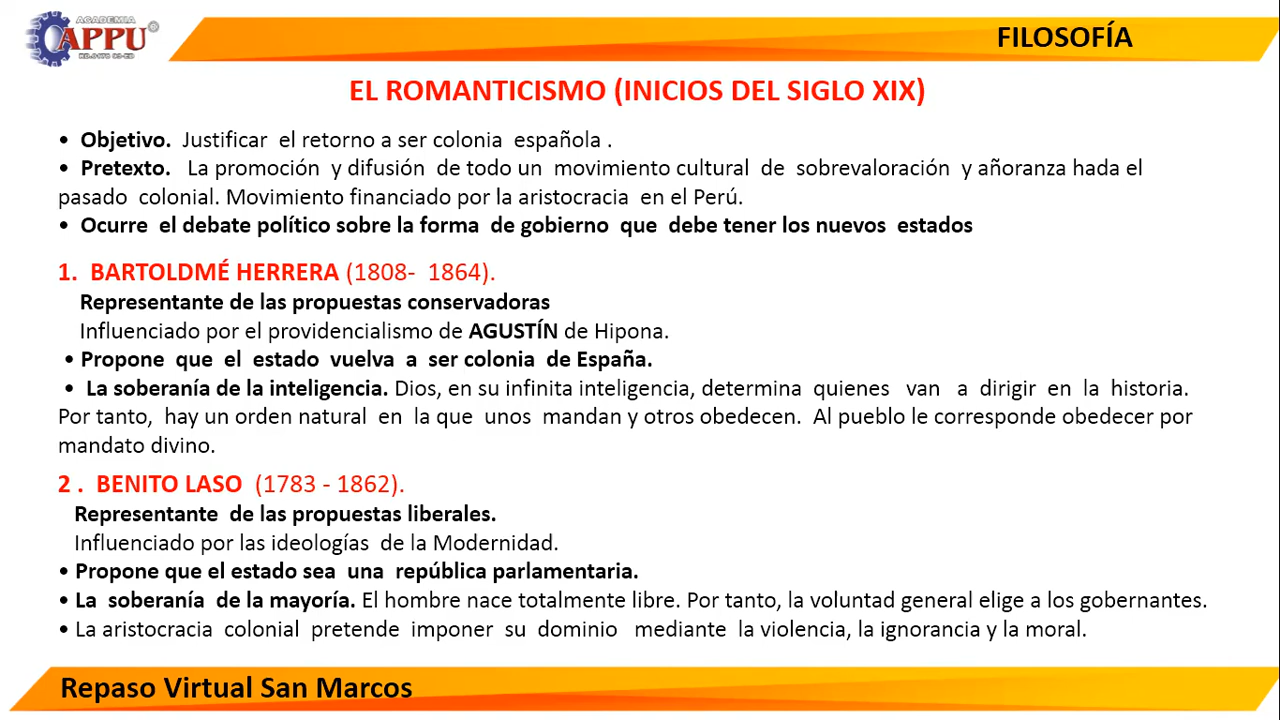 ACADEMIA
APPU
FILOSOFÍA
EL ROMANTICISMO (INICIOS DEL SIGLO XIX)
• Objetivo. Justificar el retorno a ser colonia española .
• Pretexto. La promoción y difusión de todo un movimiento cultural de sobrevaloración y añoranza hada el
pasado colonial. Movimiento financiado por la aristocracia en el Perú.
• Ocurre el debate político sobre la forma de gobierno que debe tener los nuevos estados
1. BARTOLDMÉ HERRERA (1808- 1864).
Representante de las propuestas conservadoras
Influenciado por el providencialismo de AGUSTÍN de Hipona.
• Propone que el estado vuelva a ser colonia de España.
• La soberanía de la inteligencia. Dios, en su infinita inteligencia, determina quienes van a dirigir en la historia.
Por tanto, hay un orden natural en la que unos mandan y otros obedecen. Al pueblo le corresponde obedecer por
mandato divino.
2 . BENITO LASO (1783 - 1862).
Representante de las propuestas liberales.
Influenciado por las ideologías de la Modernidad.
• Propone que el estado sea una república parlamentaria.
• La soberanía de la mayoría. El hombre nace totalmente libre. Por tanto, la voluntad general elige a los gobernantes.
• La aristocracia colonial pretende imponer su dominio mediante la violencia, la ignorancia y la moral.
Repaso Virtual San Marcos